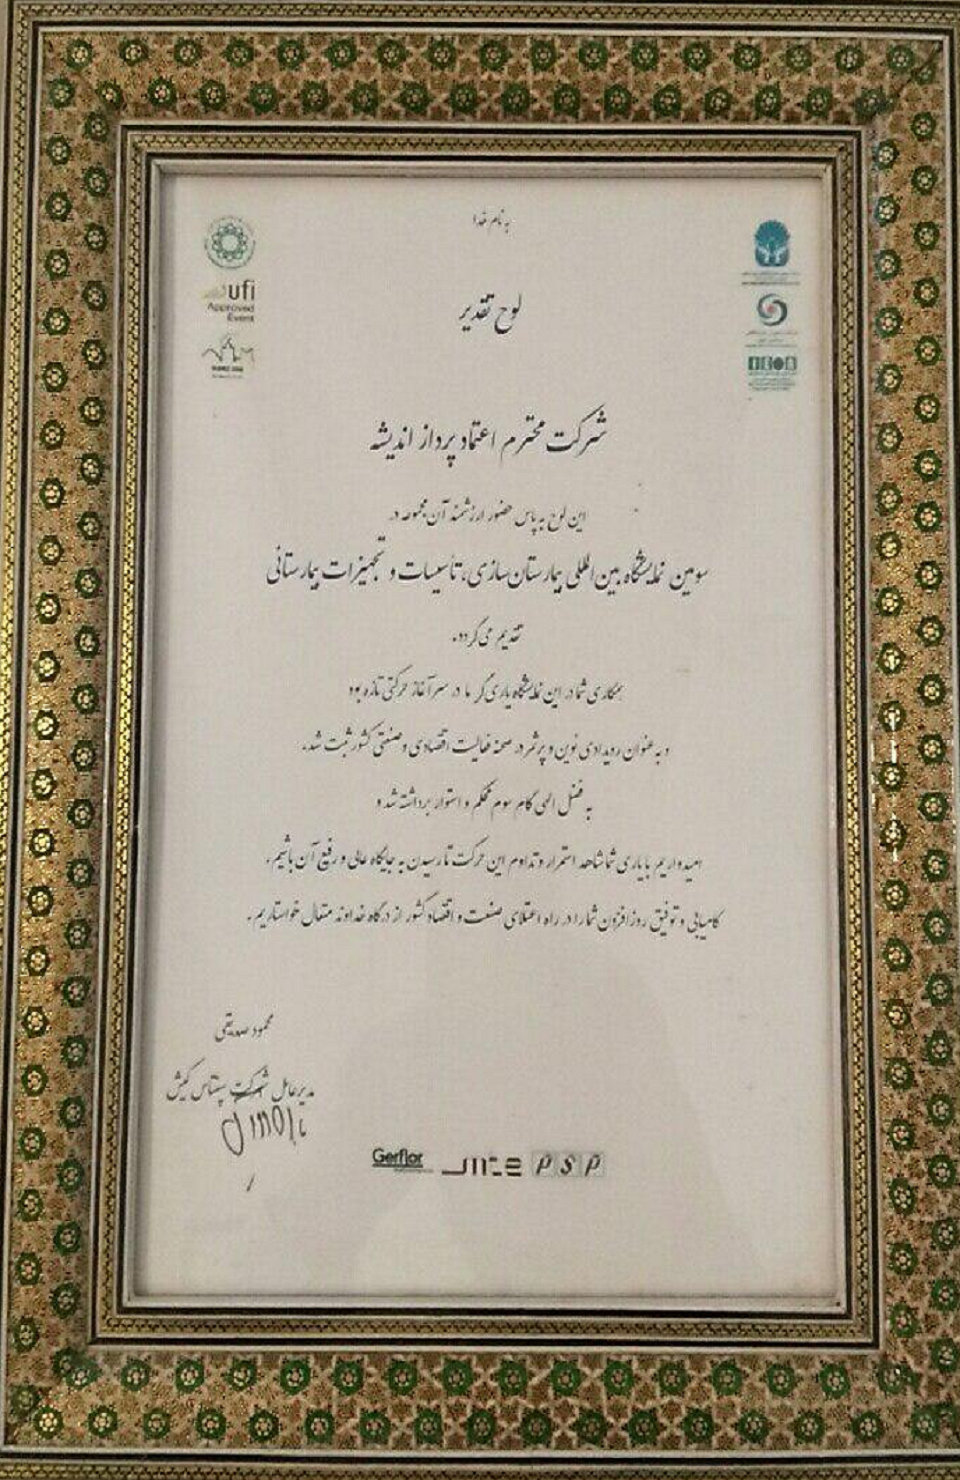 به نام خدا
ufi
Approved
Event
لوح تقدیر
شرکت محترم اعتماد پرداز اندیشه
این لوح به پاس حضور ارزشمند آن مجموعه در
سومین نمایشگاه بین‌المللی بیمارستان‌سازی، تأسیسات و تجهیزات بیمارستانی
تقدیم می‌گردد.
همکاری شما در این نمایشگاه یاری‌گر ما در سرآغاز حرکتی تازه بود
و به عنوان رویدادی نوین و پرثمر در صحنه فعالیت اقتصادی و صنعتی کشور ثبت شد.
به فضل الهی گام سوم محکم و استوار برداشته شد و
امیدواریم با یاری شما شاهد استمرار و تداوم این حرکت تا رسیدن به جایگاه عالی و رفیع آن باشیم.
کامیابی و توفیق روزافزون شما را در راه اعتلای صنعت و اقتصاد کشور از درگاه خداوند متعال خواستاریم.
محمود صدیقی
مدیرعامل شرکت سپتاس کیش
Gerflor
PSP